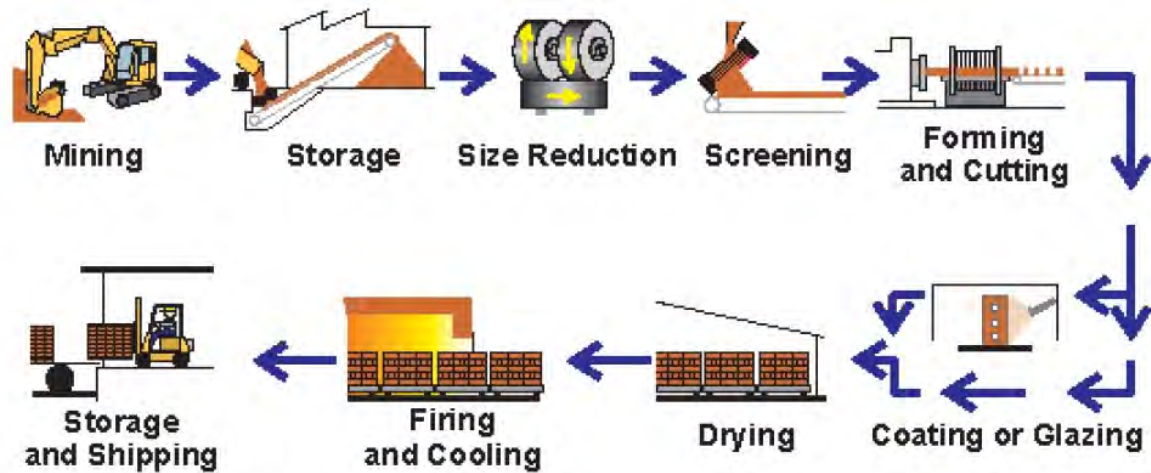 Mining
Storage
Size Reduction
Screening
Forming
and Cutting
Storage
and Shipping
Firing
and Cooling
Drying
Coating or Glazing